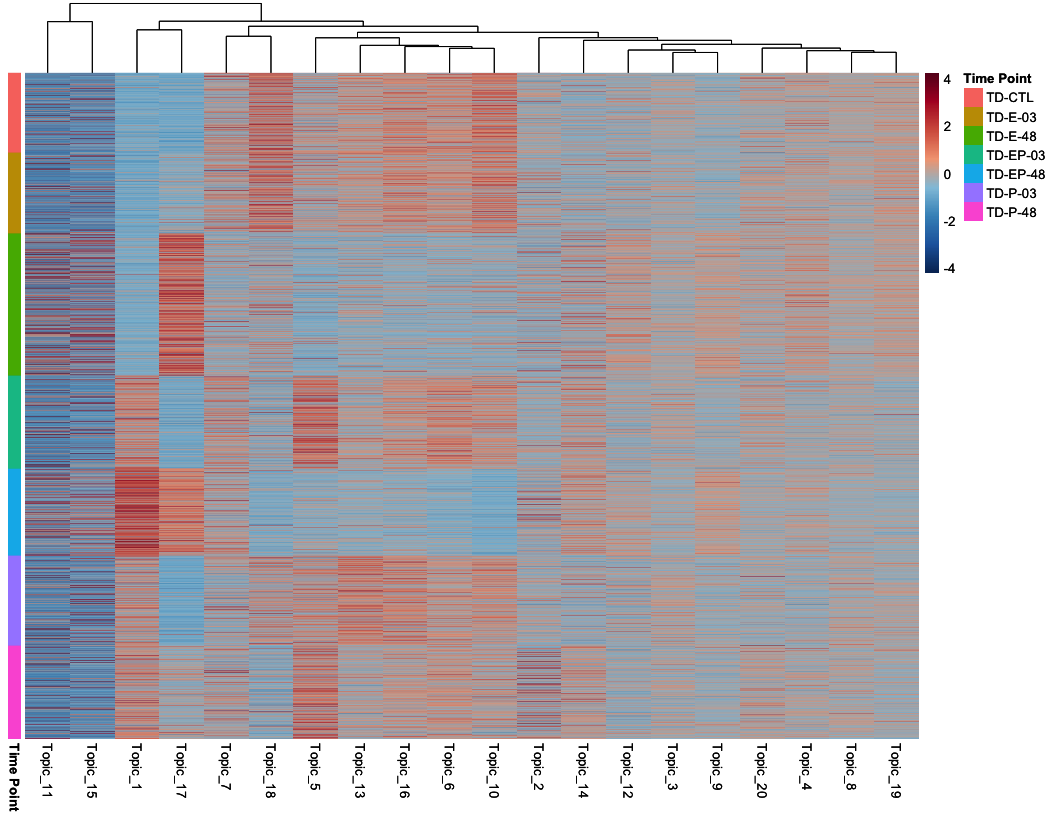 4
2
0
-2
-4
Time Point
TD-CTL
TD-E-03
TD-E-48
TD-EP-03
TD-EP-48
TD-P-03
TD-P-48
Time Point
Topic_11
Topic_15
Topic_1
Topic_17
Topic_7
Topic_18
Topic_5
Topic_13
Topic_16
Topic_6
Topic_10
Topic_2
Topic_14
Topic_12
Topic_3
Topic_9
Topic_20
Topic_4
Topic_8
Topic_19